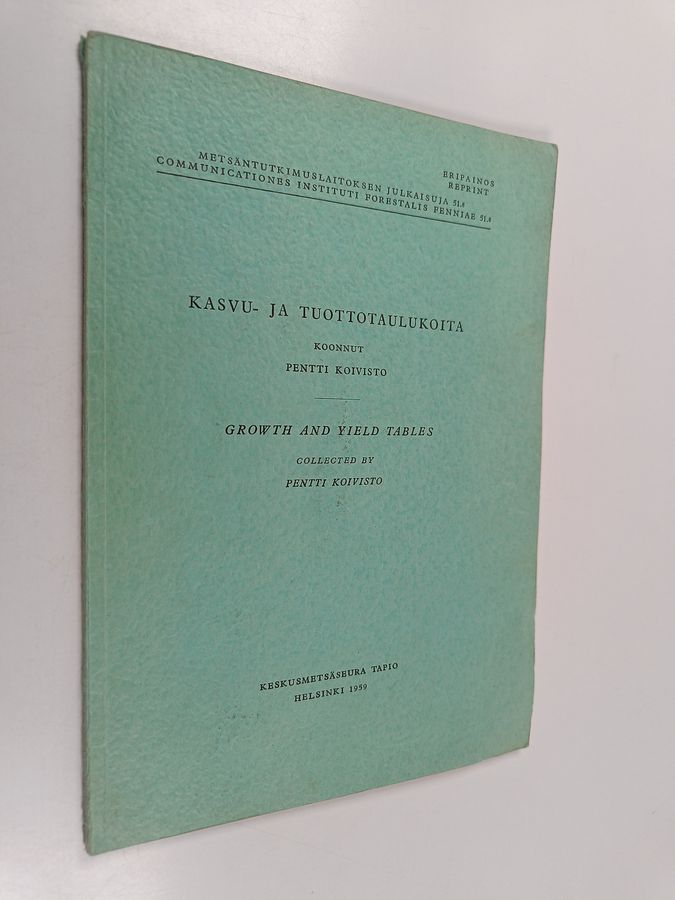 ERIPAINOS
REPRINT
METSÄNTUTKIMUSLAITOKSEN JULKAISUJA 51.8
COMMUNICATIONES INSTITUTI FORESTALIS FENNIAE 51.8
KASVU- JA TUOTTOTAULUKOITA
KOONNUT
PENTTI KOIVISTO
GROWTH AND YIELD TABLES
COLLECTED BY
PENTTI KOIVISTO
KESKUSMETSÄSEURA TAPIO
HELSINKI 1959